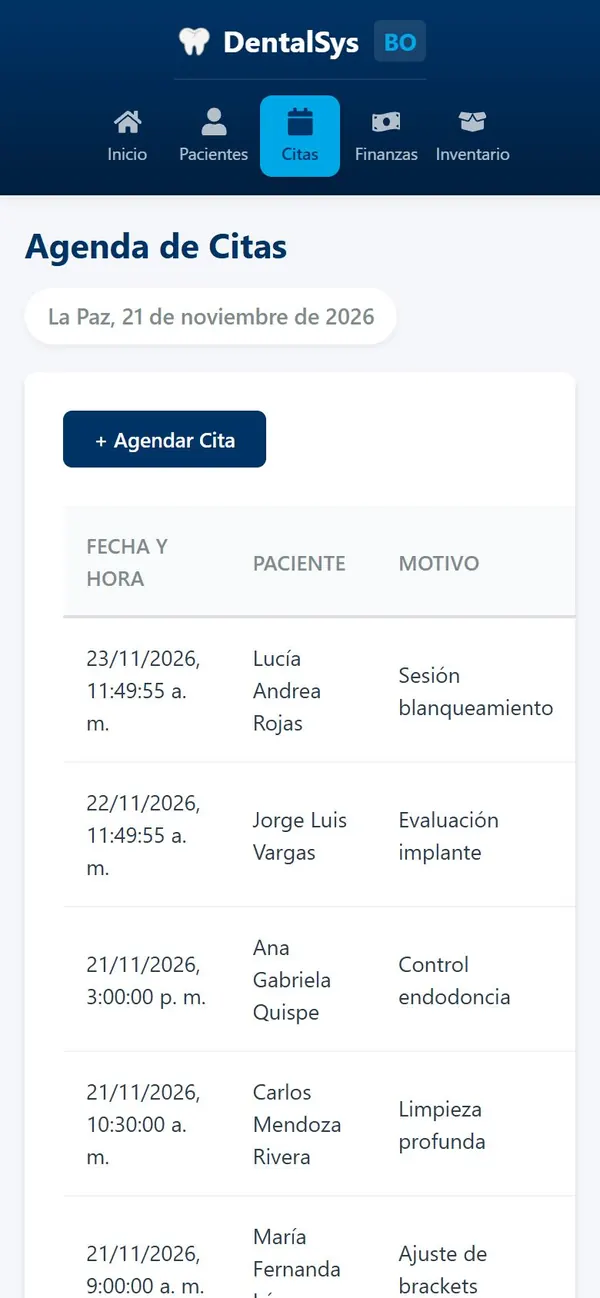 DentalSys BO
Inicio
Pacientes
Citas
Finanzas
Inventario
Agenda de Citas
La Paz, 21 de noviembre de 2026
+ Agendar Cita
FECHA Y
HORA
PACIENTE
MOTIVO
23/11/2026,
11:49:55 a.
m.
Lucía
Andrea
Rojas
Sesión
blanqueamiento
22/11/2026,
11:49:55 a.
m.
Jorge Luis
Vargas
Evaluación
implante
21/11/2026,
3:00:00 p. m.
Ana
Gabriela
Quispe
Control
endodoncia
21/11/2026,
10:30:00 a.
m.
Carlos
Mendoza
Rivera
Limpieza
profunda
21/11/2026,
9:00:00 a. m.
María
Fernanda
Ajuste de
brackets